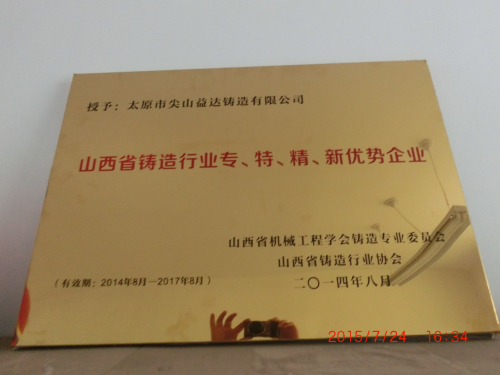 授予：太原市尖山益达铸造有限公司
山西省铸造行业专、特、精、新优势企业
山西省机械工程学会铸造专业委员会
山西省铸造行业协会
（有效期：2014年8月—2017年8月）
二〇一四年八月
2015/7/24 16:34